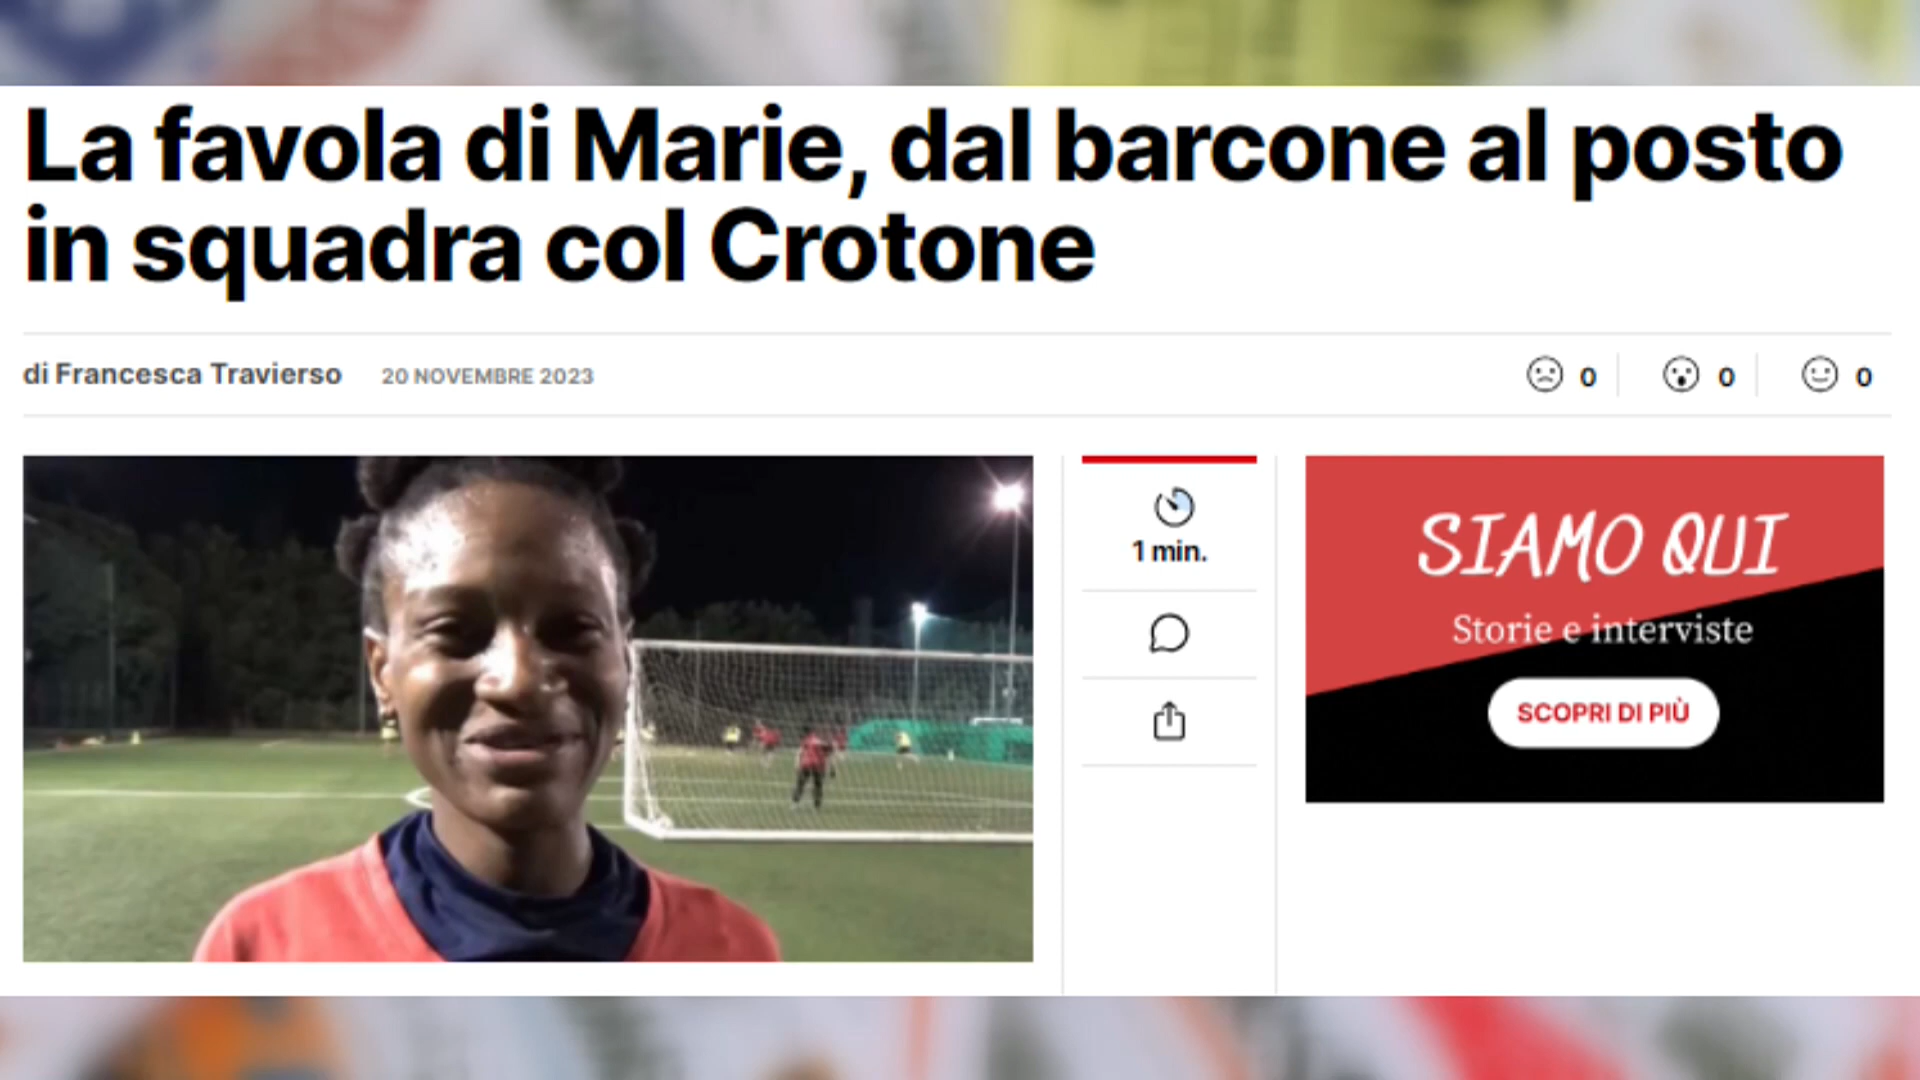 La favola di Marie, dal barcone al posto
in squadra col Crotone
di Francesca Travierso 20 NOVEMBRE 2023
0 0 0
1 min.
SIAMO QUI
Storie e interviste
SCOPRI DI PIÙ